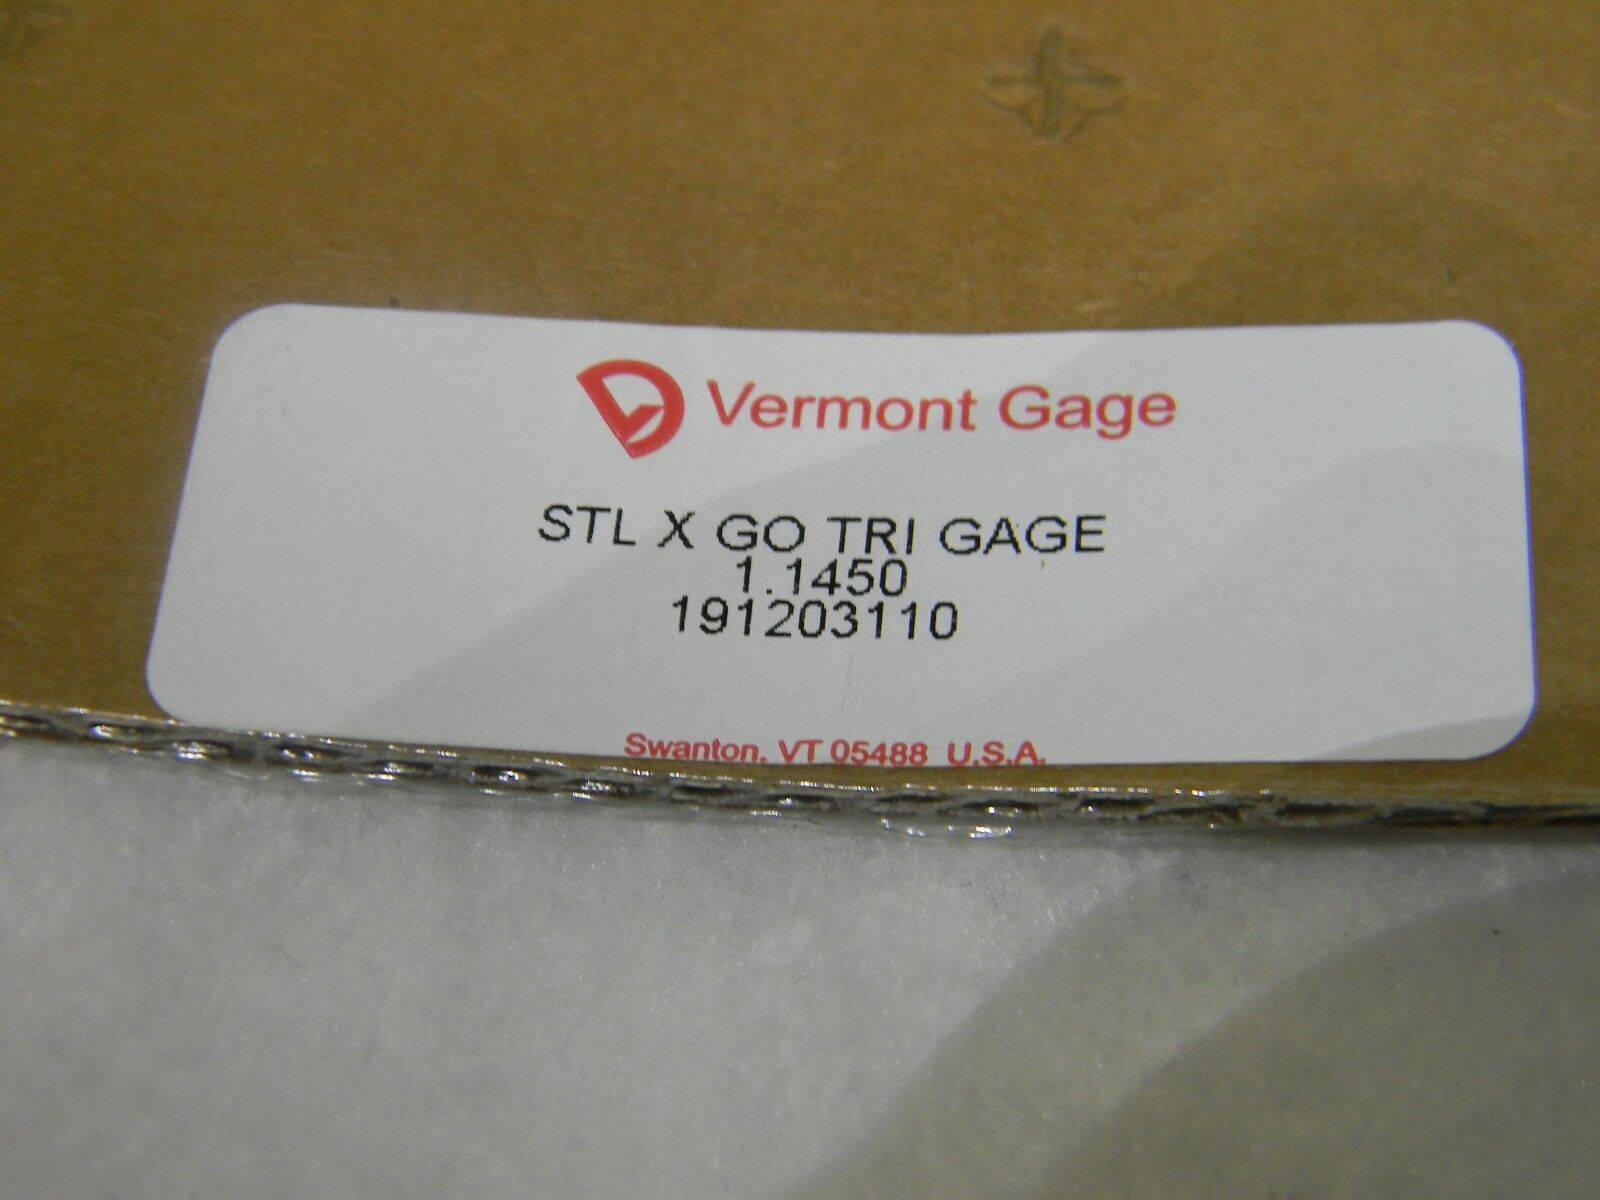 Vermont Gage
STL X GO TRI GAGE
1.1450
191203110
Swanton, VT 05488 U.S.A.